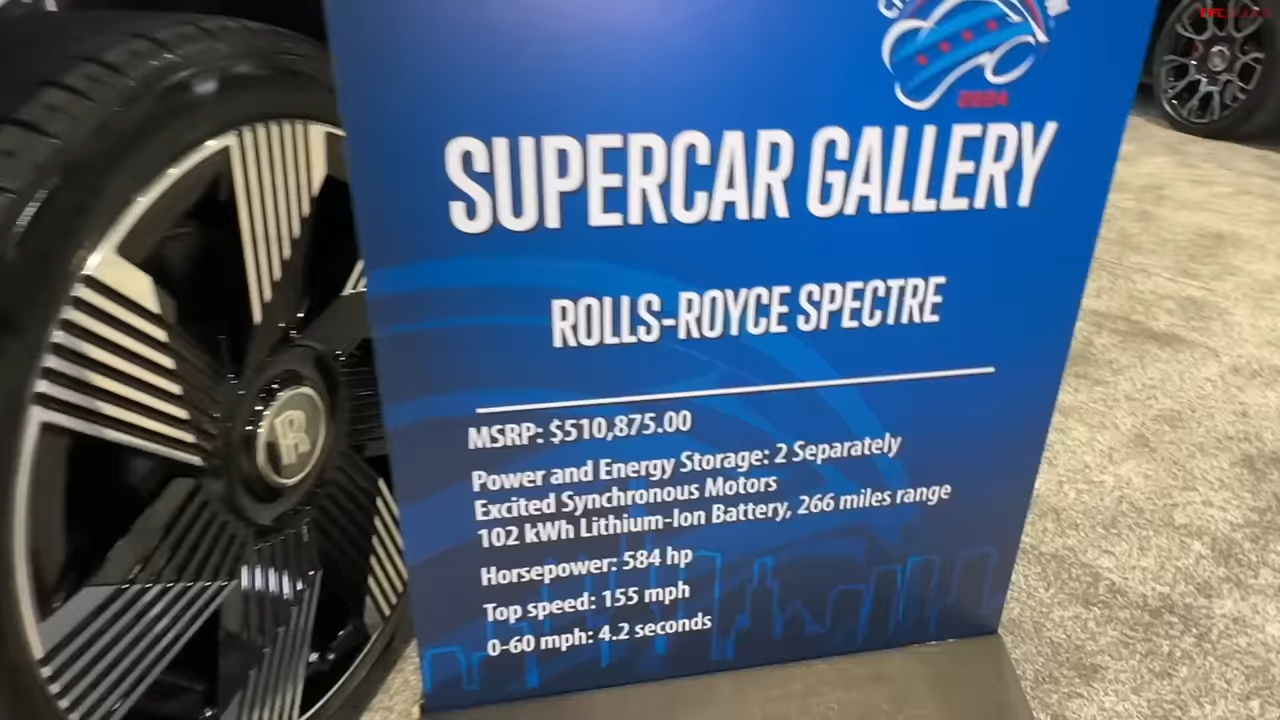 2024
SUPERCAR GALLERY
ROLLS-ROYCE SPECTRE
MSRP: $510,875.00
Power and Energy Storage: 2 Separately
Excited Synchronous Motors
102 kWh Lithium-Ion Battery, 266 miles range
Horsepower: 584 hp
Top speed: 155 mph
0-60 mph: 4.2 seconds